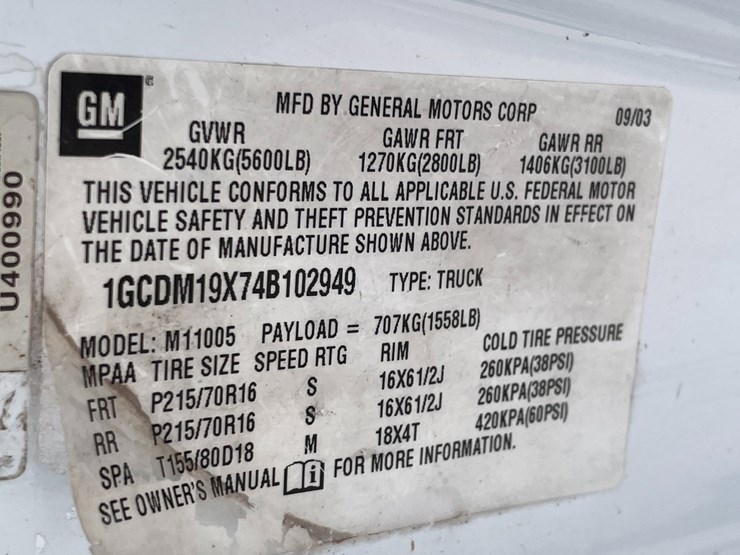 GM
MFD BY GENERAL MOTORS CORP 09/03
GVWR GAWR FRT GAWR RR
2540KG(5600LB) 1270KG(2800LB) 1406KG(3100LB)
THIS VEHICLE CONFORMS TO ALL APPLICABLE U.S. FEDERAL MOTOR
VEHICLE SAFETY AND THEFT PREVENTION STANDARDS IN EFFECT ON
THE DATE OF MANUFACTURE SHOWN ABOVE.
1GCDM19X74B102949 TYPE: TRUCK
MODEL: M11005 PAYLOAD = 707KG(1558LB)
MPAA TIRE SIZE SPEED RTG RIM COLD TIRE PRESSURE
FRT P215/70R16 S 16X61/2J 260KPA(38PSI)
RR P215/70R16 S 16X61/2J 260KPA(38PSI)
SPA T155/80D18 M 18X4T 420KPA(60PSI)
SEE OWNER'S MANUAL i FOR MORE INFORMATION.
U400990